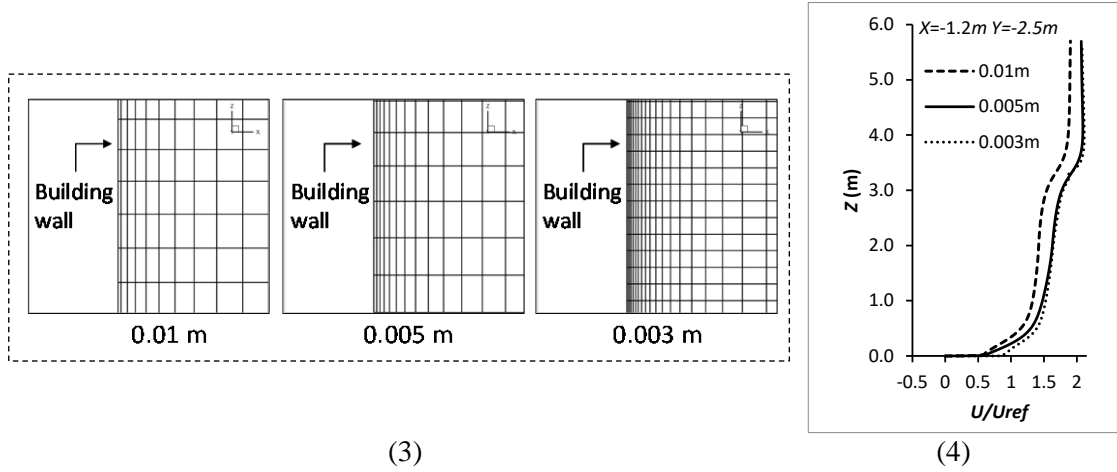 Building
wall
0.01 m
z
x
Building
wall
0.005 m
z
x
Building
wall
0.003 m
z
x
(3)
X=-1.2m Y=-2.5m
0.01m
0.005m
0.003m
6.0
5.0
4.0
3.0
2.0
1.0
0.0
Z (m)
-0.5 0 0.5 1 1.5 2
U/Uref
(4)